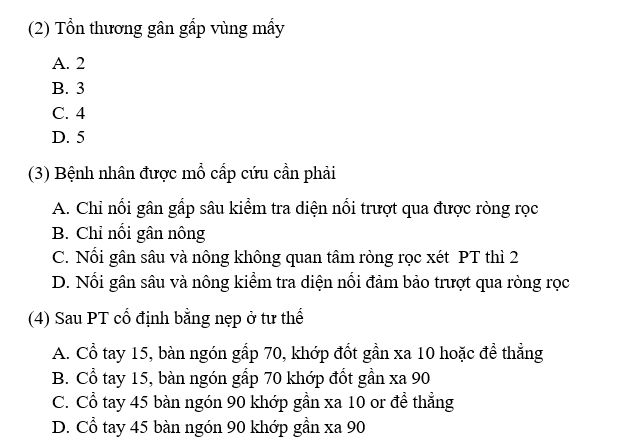 (2) Tổn thương gân gấp vùng mấy
A. 2
B. 3
C. 4
D. 5
(3) Bệnh nhân được mổ cấp cứu cần phải
A. Chỉ nối gân gấp sâu kiểm tra diện nối trượt qua được ròng rọc
B. Chỉ nối gân nông
C. Nối gân sâu và nông không quan tâm ròng rọc xét PT thì 2
D. Nối gân sâu và nông kiểm tra diện nối đảm bảo trượt qua ròng rọc
(4) Sau PT cố định bằng nẹp ở tư thế
A. Cổ tay 15, bàn ngón gấp 70, khớp đốt gần xa 10 hoặc để thẳng
B. Cổ tay 15, bàn ngón gấp 70 khớp đốt gần xa 90
C. Cổ tay 45 bàn ngón 90 khớp gần xa 10 or để thẳng
D. Cổ tay 45 bàn ngón 90 khớp gần xa 90